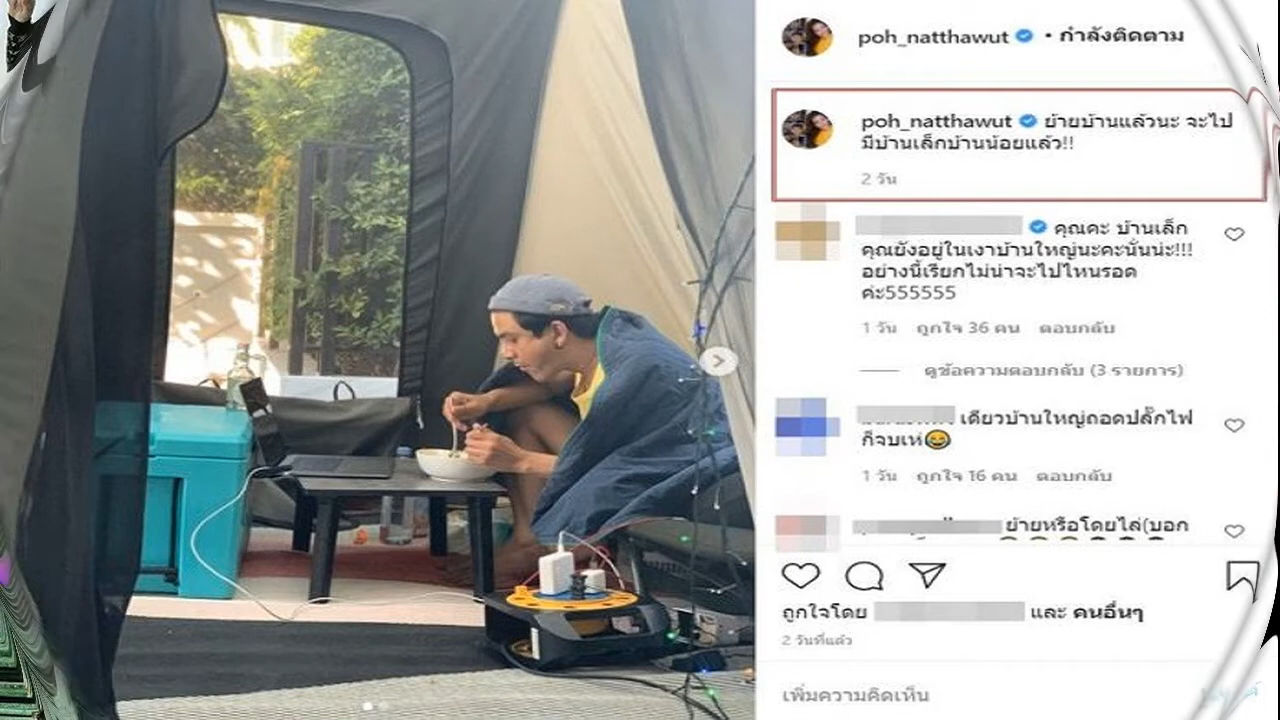 poh_natthawut • กำลังติดตาม
poh_natthawut ย้ายบ้านแล้วนะ จะไป
มีบ้านเล็กบ้านน้อยแล้ว!!
2 วัน
คุณคะ บ้านเล็ก
คุณยังอยู่ในเงาบ้านใหญ่นะคะนั่นน่ะ!!!
อย่างนี้เรียกไม่น่าจะไปไหนรอด
ค่ะ555555
1 วัน ถูกใจ 36 คน ตอบกลับ
ดูข้อความตอบกลับ (3 รายการ)
เดียวบ้านใหญ่ถอดปลั๊กไฟ
ก็จบเห่😂
1 วัน ถูกใจ 16 คน ตอบกลับ
ย้ายหรือโดยไล่(บอก
ถูกใจโดย และ คนอื่นๆ
2 วันที่แล้ว
เพิ่มความคิดเห็น